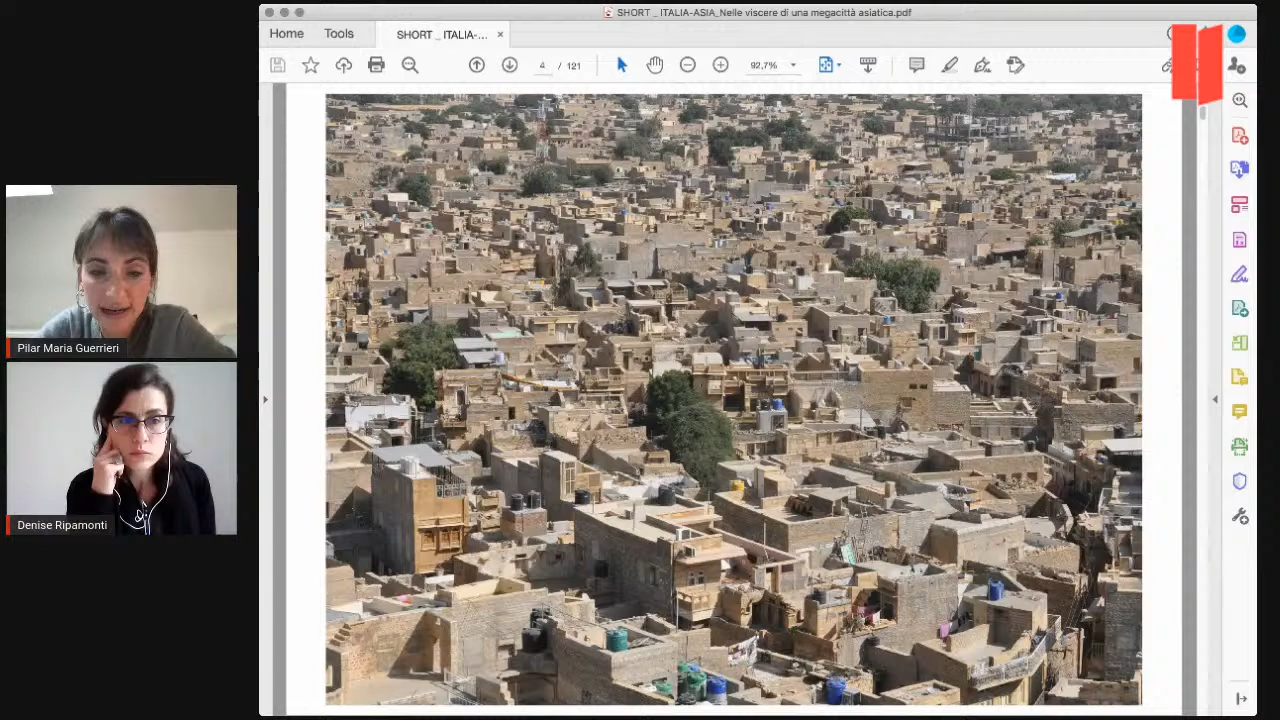 SHORT _ ITALIA-ASIA_Nelle viscere di una megacittà asiatica.pdf
Home Tools SHORT _ ITALIA-... ×
4 / 121 92,7%
Pilar Maria Guerrieri
Denise Ripamonti